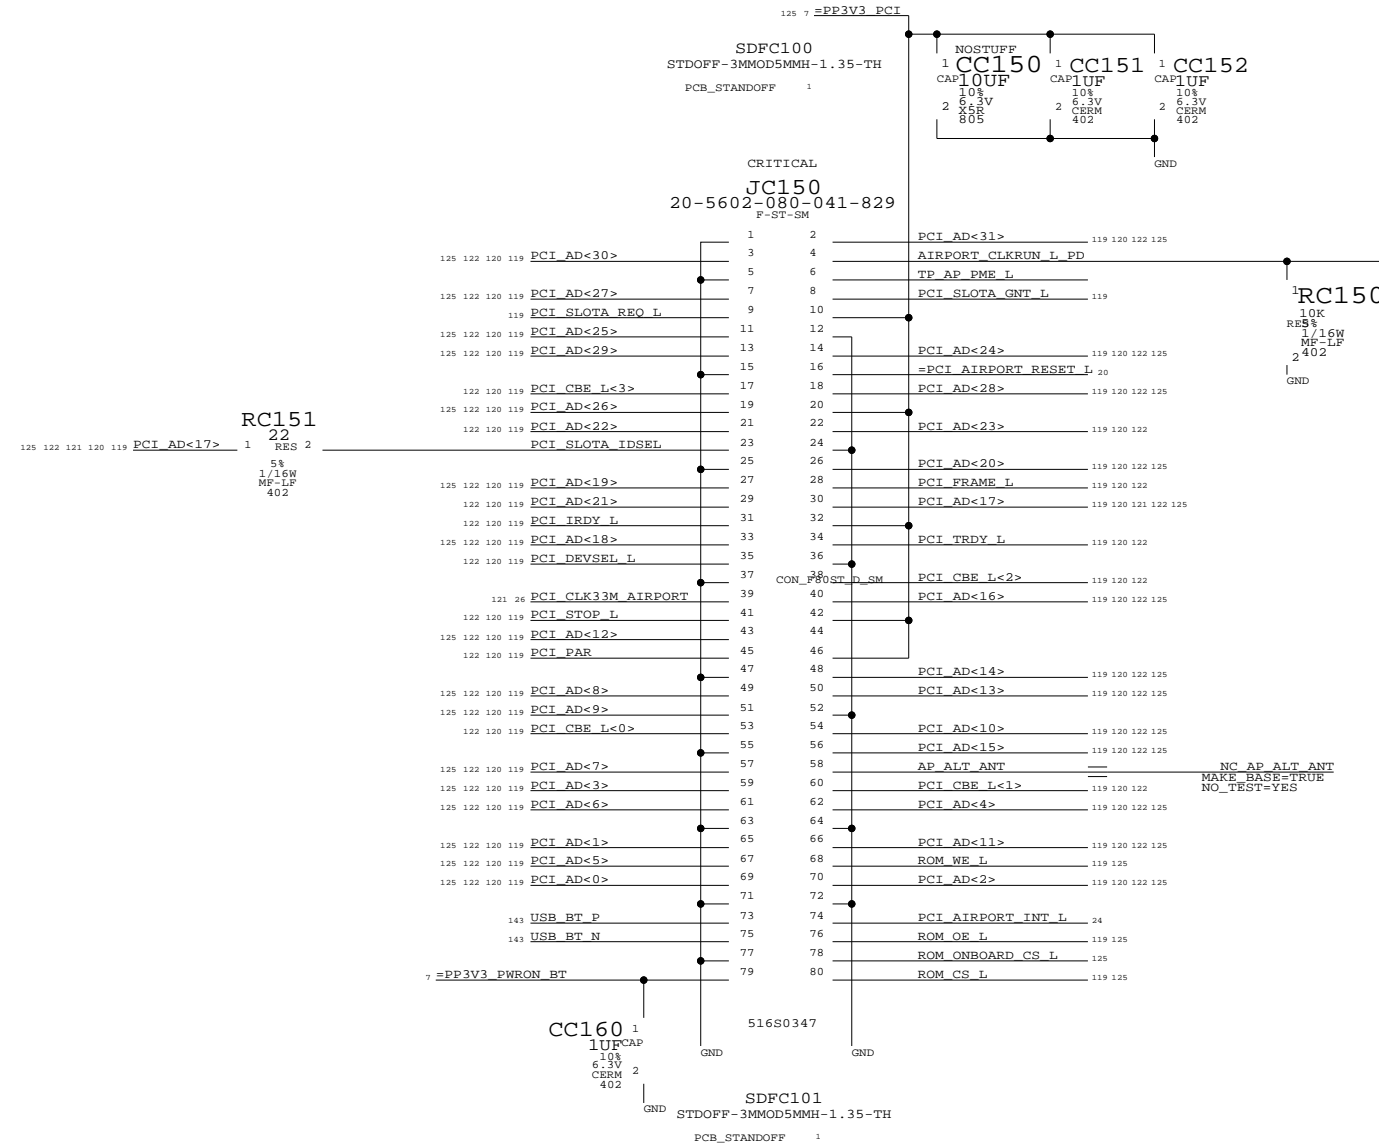 125 7 =PP3V3_PCI
SDFC100
STDOFF-3MMOD5MMH-1.35-TH
PCB_STANDOFF 1
NOSTUFF
1 CC150
CAP 10UF
10%
6.3V
2 X5R
805
1 CC151
CAP 1UF
10%
6.3V
2 CERM
402
1 CC152
CAP 1UF
10%
6.3V
2 CERM
402
GND
CRITICAL
JC150
20-5602-080-041-829
F-ST-SM
1 2 PCI_AD<31> 119 120 122 125
125 122 120 119 PCI_AD<30> 3 4 AIRPORT_CLKRUN_L_PD
5 6 TP_AP_PME_L
125 122 120 119 PCI_AD<27> 7 8 PCI_SLOTA_GNT_L 119
119 PCI_SLOTA_REQ_L 9 10
125 122 120 119 PCI_AD<25> 11 12
125 122 120 119 PCI_AD<29> 13 14 PCI_AD<24> 119 120 122 125
15 16 =PCI_AIRPORT_RESET_L 20
122 120 119 PCI_CBE_L<3> 17 18 PCI_AD<28> 119 120 122 125
125 122 120 119 PCI_AD<26> 19 20
122 120 119 PCI_AD<22> 21 22 PCI_AD<23> 119 120 122
PCI_SLOTA_IDSEL 23 24
25 26 PCI_AD<20> 119 120 122 125
125 122 120 119 PCI_AD<19> 27 28 PCI_FRAME_L 119 120 122
122 120 119 PCI_AD<21> 29 30 PCI_AD<17> 119 120 121 122 125
122 120 119 PCI_IRDY_L 31 32
125 122 120 119 PCI_AD<18> 33 34 PCI_TRDY_L 119 120 122
122 120 119 PCI_DEVSEL_L 35 36
37 38 PCI_CBE_L<2> 119 120 122
CON_F80ST_D_SM
121 26 PCI_CLK33M_AIRPORT 39 40 PCI_AD<16> 119 120 122 125
122 120 119 PCI_STOP_L 41 42
125 122 120 119 PCI_AD<12> 43 44
122 120 119 PCI_PAR 45 46
47 48 PCI_AD<14> 119 120 122 125
125 122 120 119 PCI_AD<8> 49 50 PCI_AD<13> 119 120 122 125
125 122 120 119 PCI_AD<9> 51 52
122 120 119 PCI_CBE_L<0> 53 54 PCI_AD<10> 119 120 122 125
55 56 PCI_AD<15> 119 120 122 125
125 122 120 119 PCI_AD<7> 57 58 AP_ALT_ANT NC_AP_ALT_ANT
MAKE_BASE=TRUE
NO_TEST=YES
125 122 120 119 PCI_AD<3> 59 60 PCI_CBE_L<1> 119 120 122
125 122 120 119 PCI_AD<6> 61 62 PCI_AD<4> 119 120 122 125
63 64
125 122 120 119 PCI_AD<1> 65 66 PCI_AD<11> 119 120 122 125
125 122 120 119 PCI_AD<5> 67 68 ROM_WE_L 119 125
125 122 120 119 PCI_AD<0> 69 70 PCI_AD<2> 119 120 122 125
71 72
143 USB_BT_P 73 74 PCI_AIRPORT_INT_L 24
143 USB_BT_N 75 76 ROM_OE_L 119 125
77 78 ROM_ONBOARD_CS_L 125
7 =PP3V3_PWRON_BT 79 80 ROM_CS_L 119 125
1 RC150
10K
RES 5%
1/16W
MF-LF
2 402
GND
RC151
22
125 122 121 120 119 PCI_AD<17> 1 RES 2
5%
1/16W
MF-LF
402
516S0347
CC160 1
1UF CAP
10%
6.3V
CERM 2
402
GND
GND
GND
SDFC101
STDOFF-3MMOD5MMH-1.35-TH
PCB_STANDOFF 1